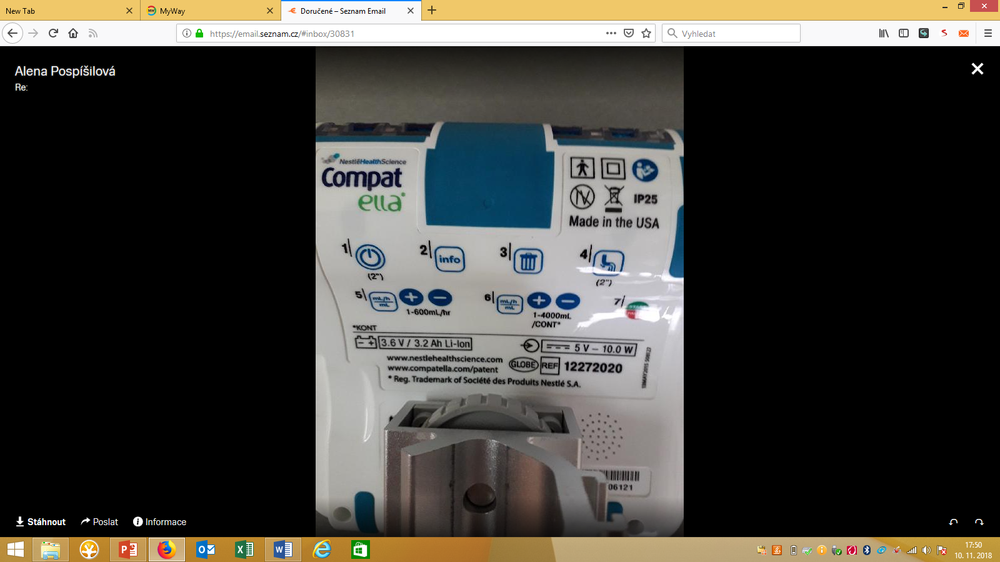 New Tab
MyWay
Doručené – Seznam Email
https://email.seznam.cz/#inbox/30831
Vyhledat
Alena Pospíšilová
Re:
NestléHealthScience
Compat
ella
IP25
Made in the USA
1/ 2/ info 3/ 4/
(2")
(2")
5\ mL/h mL + −
1-600mL/hr
6 mL/h mL + −
1-4000mL
/CONT*
7/
*KONT
3.6 V / 3.2 Ah Li-Ion
5 V – 10.0 W
www.nestlehealthscience.com
www.compatella.com/patent
GLOBE REF 12272020
* Reg. Trademark of Société des Produits Nestlé S.A.
06121
Stáhnout Poslat Informace
17:50
10. 11. 2018